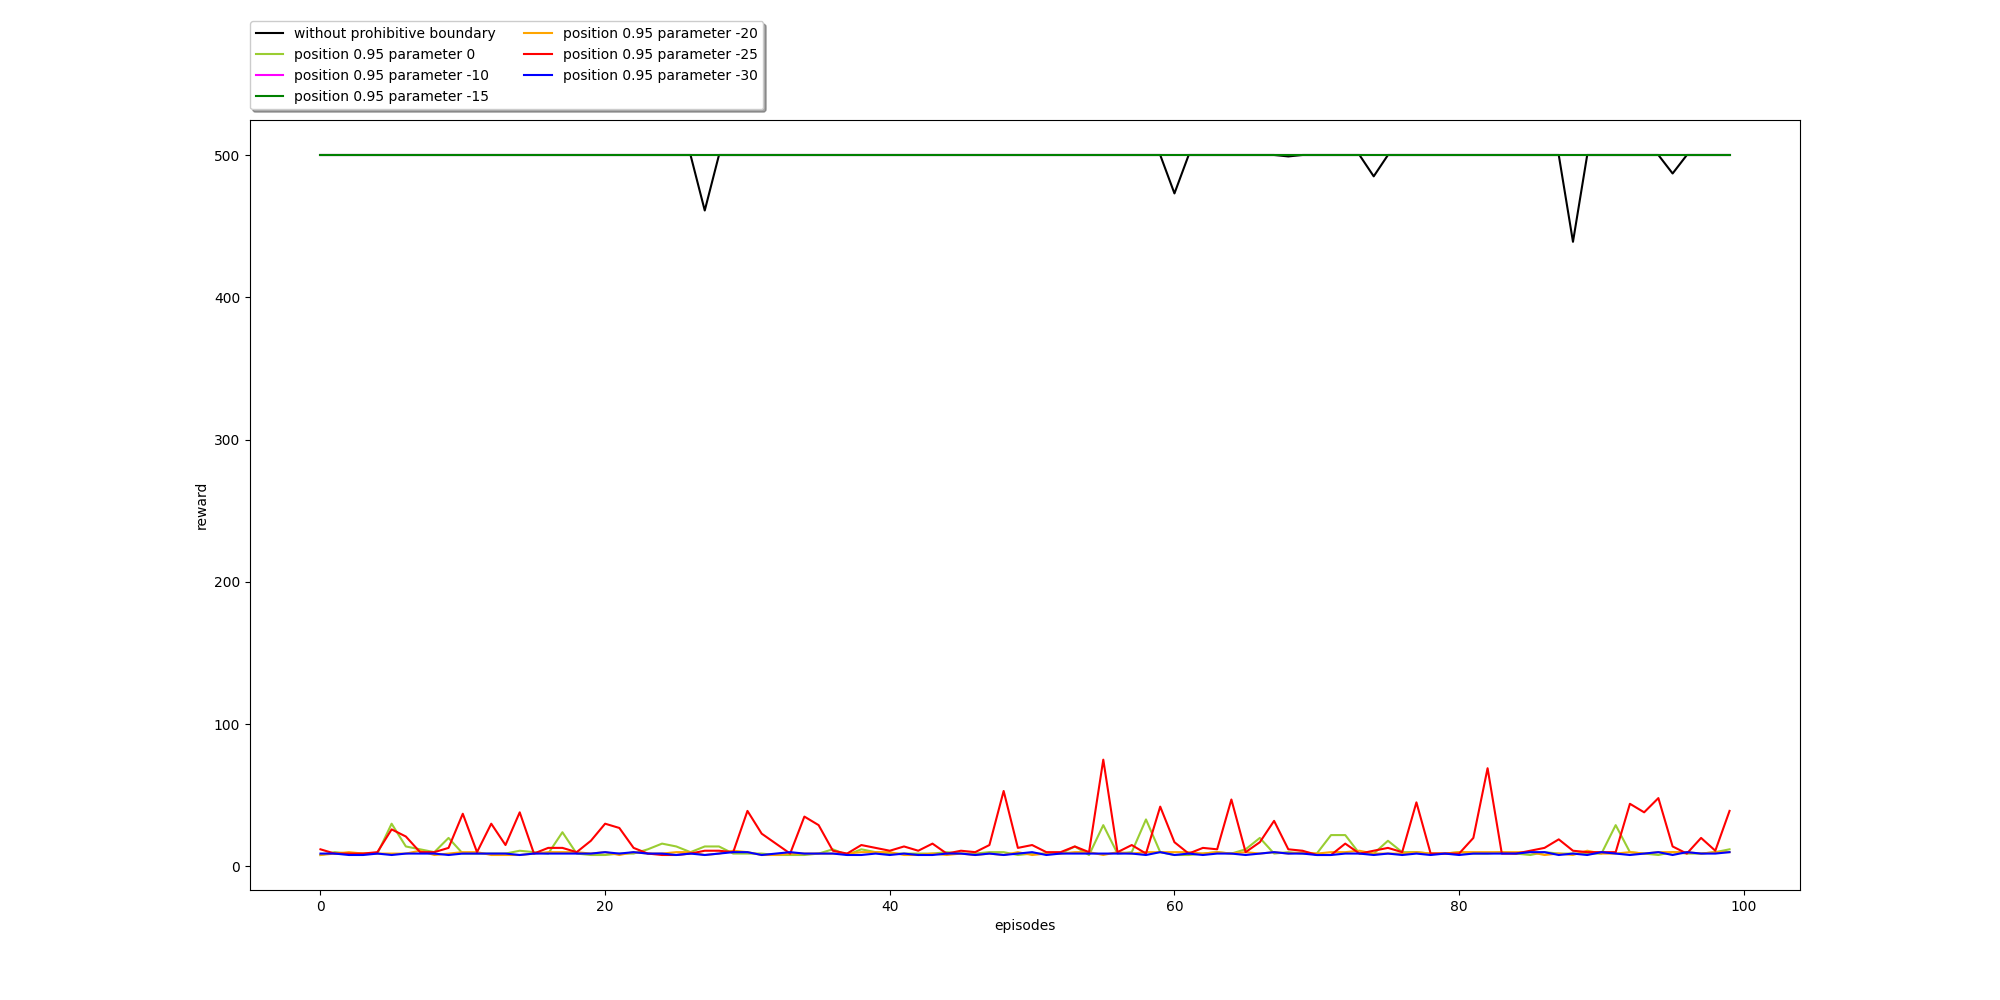 without prohibitive boundary
position 0.95 parameter 0
position 0.95 parameter -10
position 0.95 parameter -15
position 0.95 parameter -20
position 0.95 parameter -25
position 0.95 parameter -30
500
400
300
200
100
0
reward
0 20 40 60 80 100
episodes